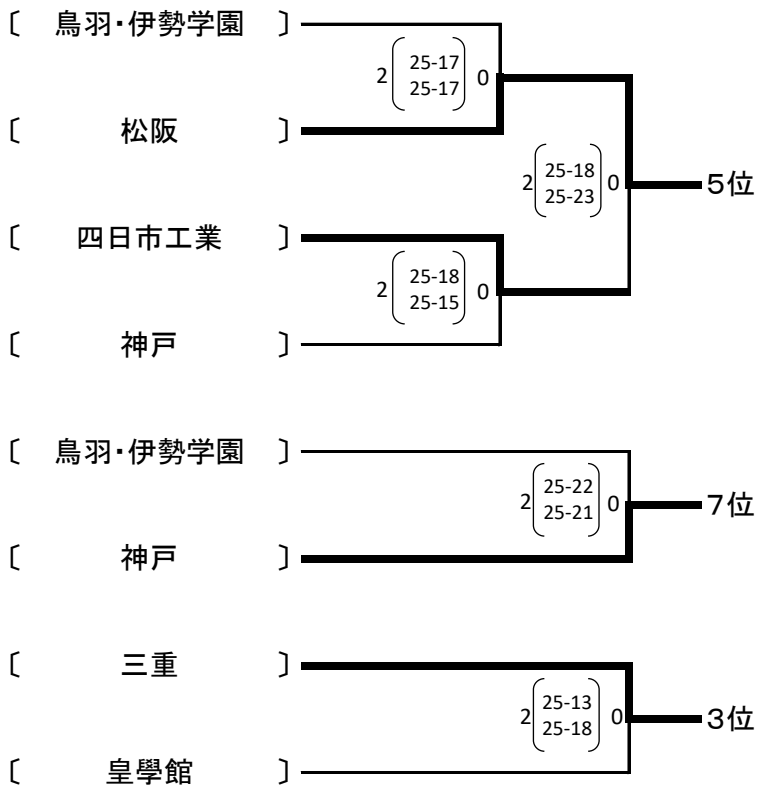 〔 鳥羽・伊勢学園 〕
2 25-17 0
25-17
〔 松阪 〕
2 25-18 0
25-23
5位
〔 四日市工業 〕
2 25-18 0
25-15
〔 神戸 〕
〔 鳥羽・伊勢学園 〕
2 25-22 0
25-21
7位
〔 神戸 〕
〔 三重 〕
2 25-13 0
25-18
3位
〔 皇學館 〕